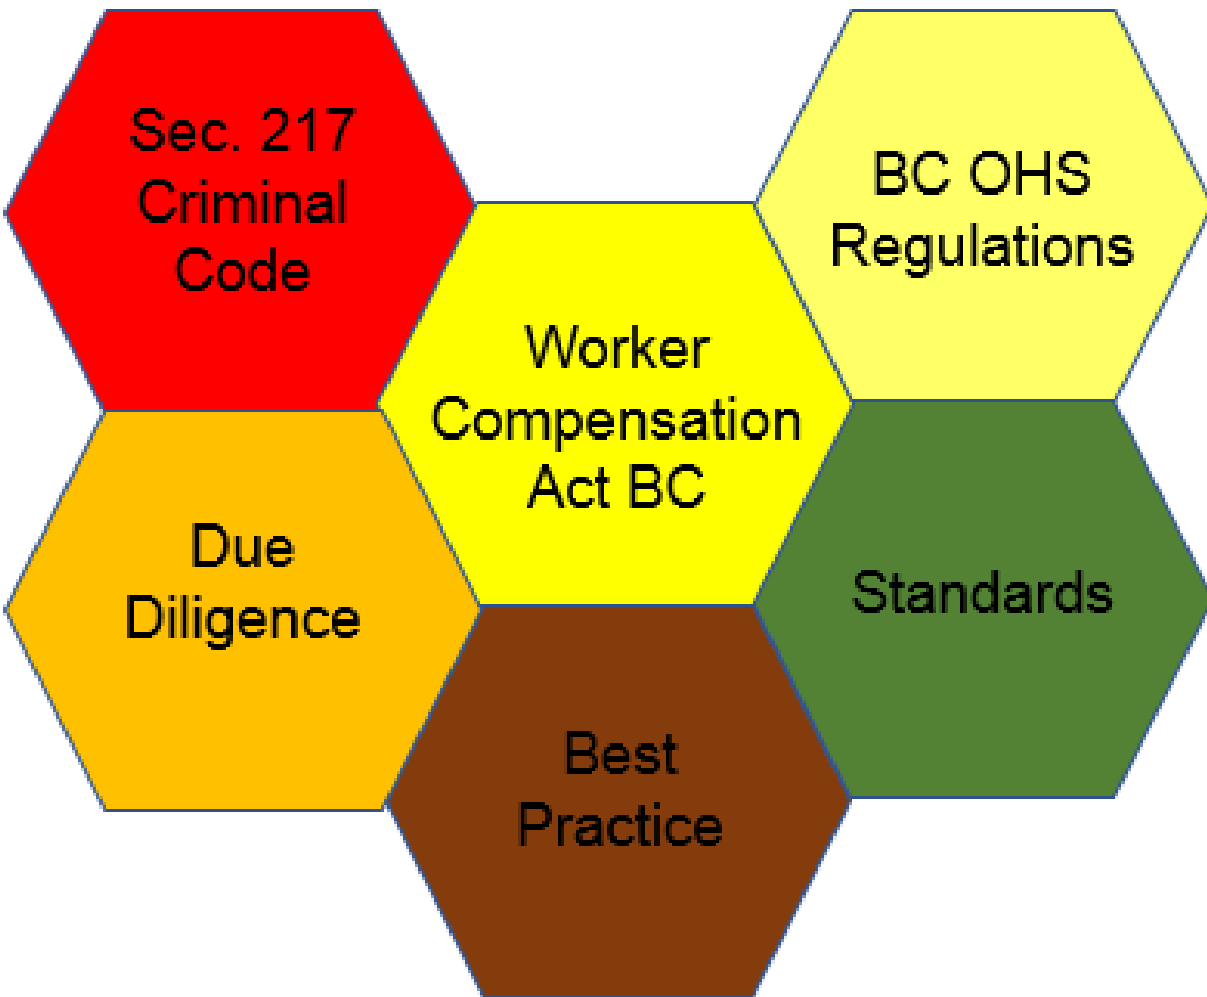 Sec. 217
Criminal
Code
BC OHS
Regulations
Worker
Compensation
Act BC
Due
Diligence
Standards
Best
Practice